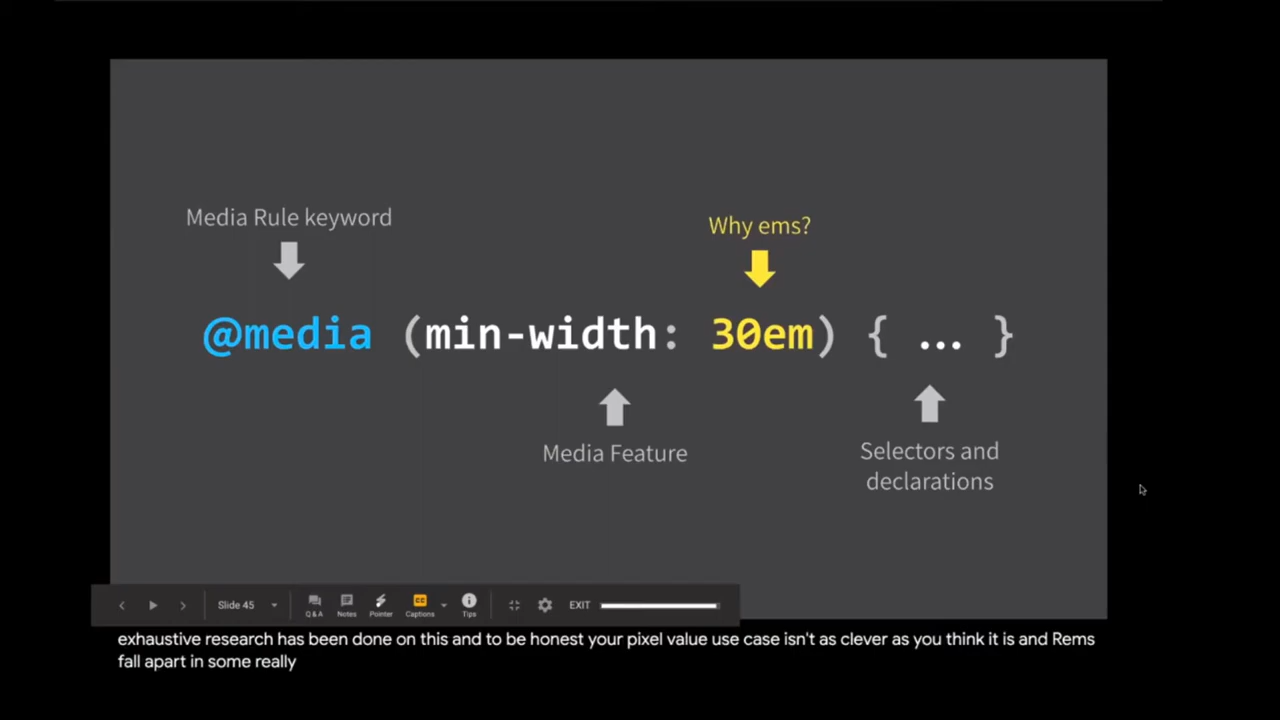 Media Rule keyword
Why ems?
@media (min-width: 30em) { ... }
Media Feature
Selectors and
declarations
Slide 45
Q&A
Notes
Pointer
Captions
Tips
EXIT
exhaustive research has been done on this and to be honest your pixel value use case isn't as clever as you think it is and Rems
fall apart in some really